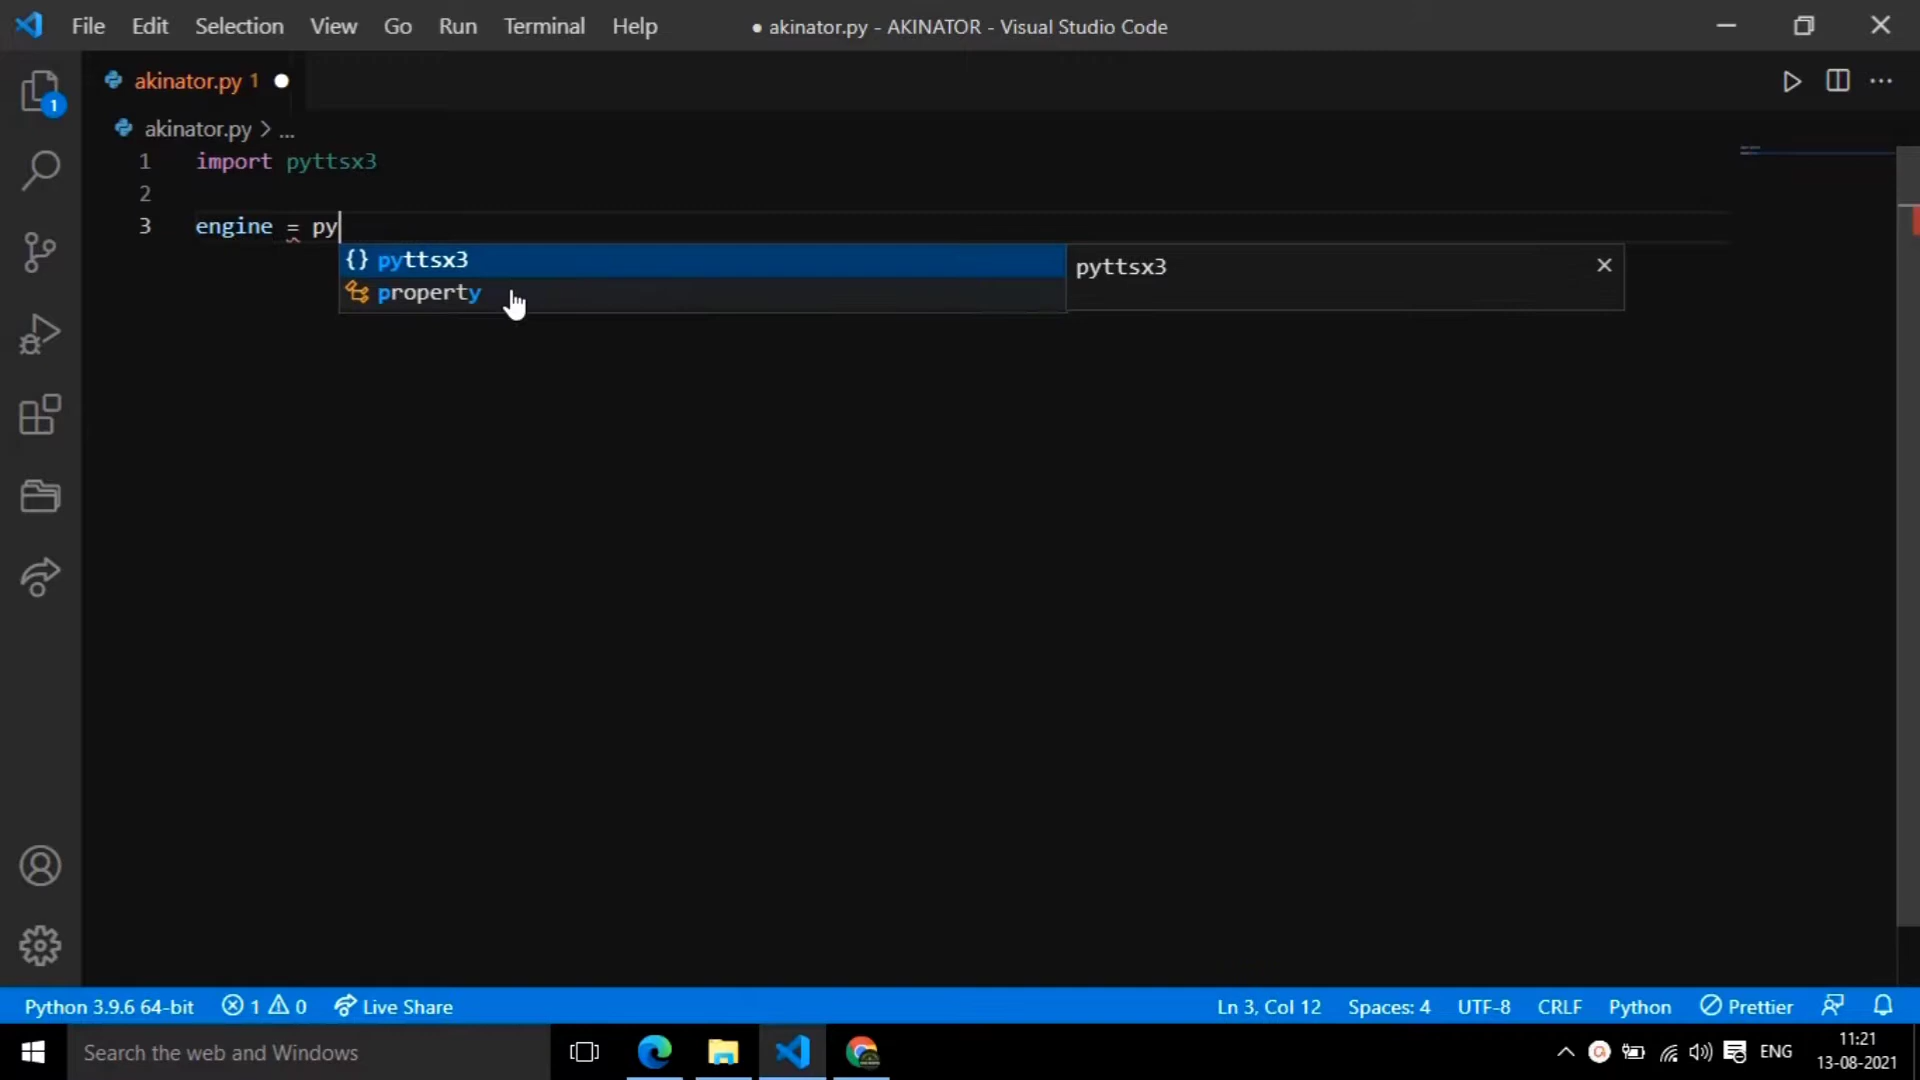 File Edit Selection View Go Run Terminal Help ● akinator.py - AKINATOR - Visual Studio Code
akinator.py 1
akinator.py > ...
1 import pyttsx3
2
3 engine = py
pyttsx3
pyttsx3
property
1
Python 3.9.6 64-bit 1 0 Live Share Ln 3, Col 12 Spaces: 4 UTF-8 CRLF Python Prettier
Search the web and Windows ENG 11:21
13-08-2021